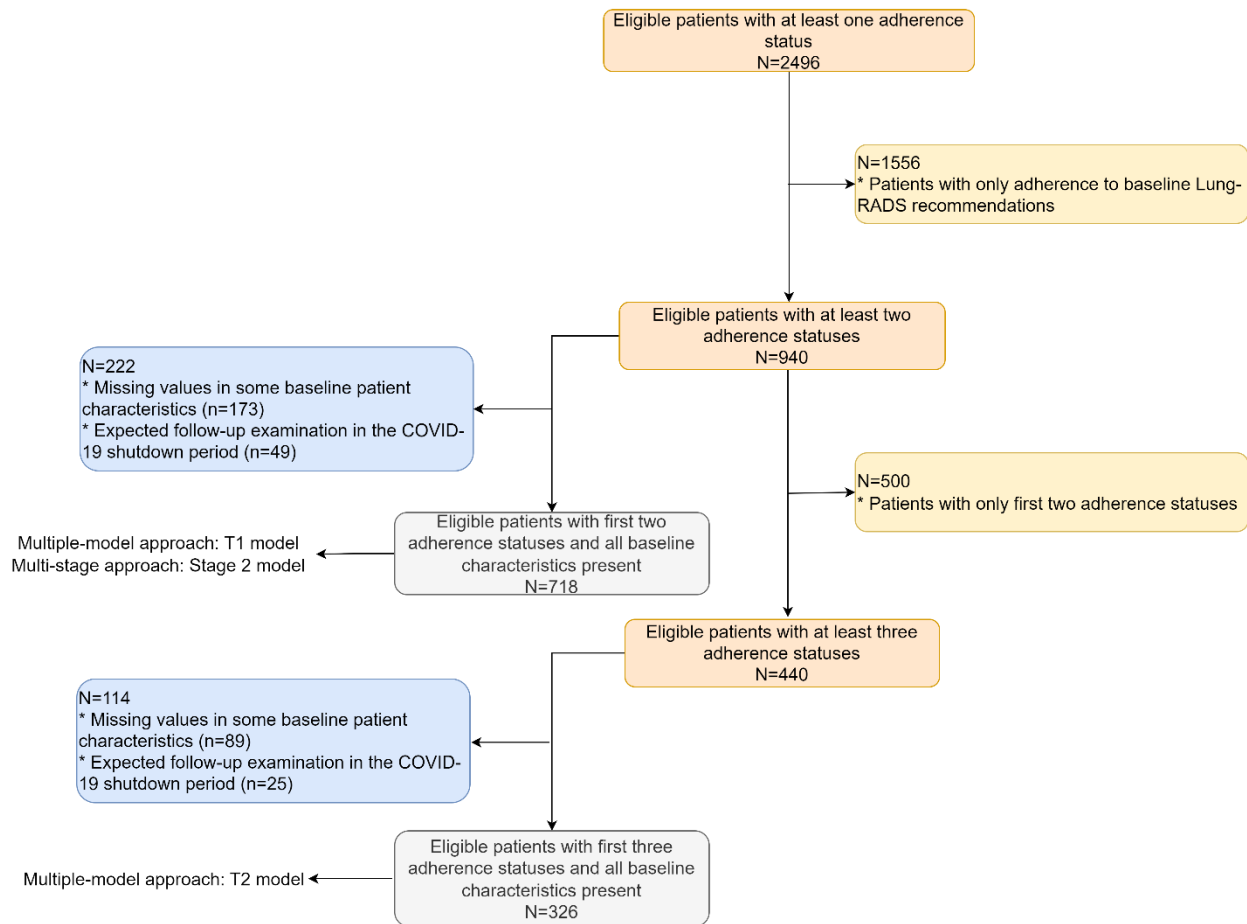 Eligible patients with at least one adherence
status
N=2496
N=1556
* Patients with only adherence to baseline Lung-
RADS recommendations
Eligible patients with at least two
adherence statuses
N=940
N=222
* Missing values in some baseline patient
characteristics (n=173)
* Expected follow-up examination in the COVID-
19 shutdown period (n=49)
N=500
* Patients with only first two adherence statuses
Eligible patients with first two
adherence statuses and all baseline
characteristics present
N=718
Multiple-model approach: T1 model
Multi-stage approach: Stage 2 model
Eligible patients with at least three
adherence statuses
N=440
N=114
* Missing values in some baseline patient
characteristics (n=89)
* Expected follow-up examination in the COVID-
19 shutdown period (n=25)
Eligible patients with first three
adherence statuses and all baseline
characteristics present
N=326
Multiple-model approach: T2 model